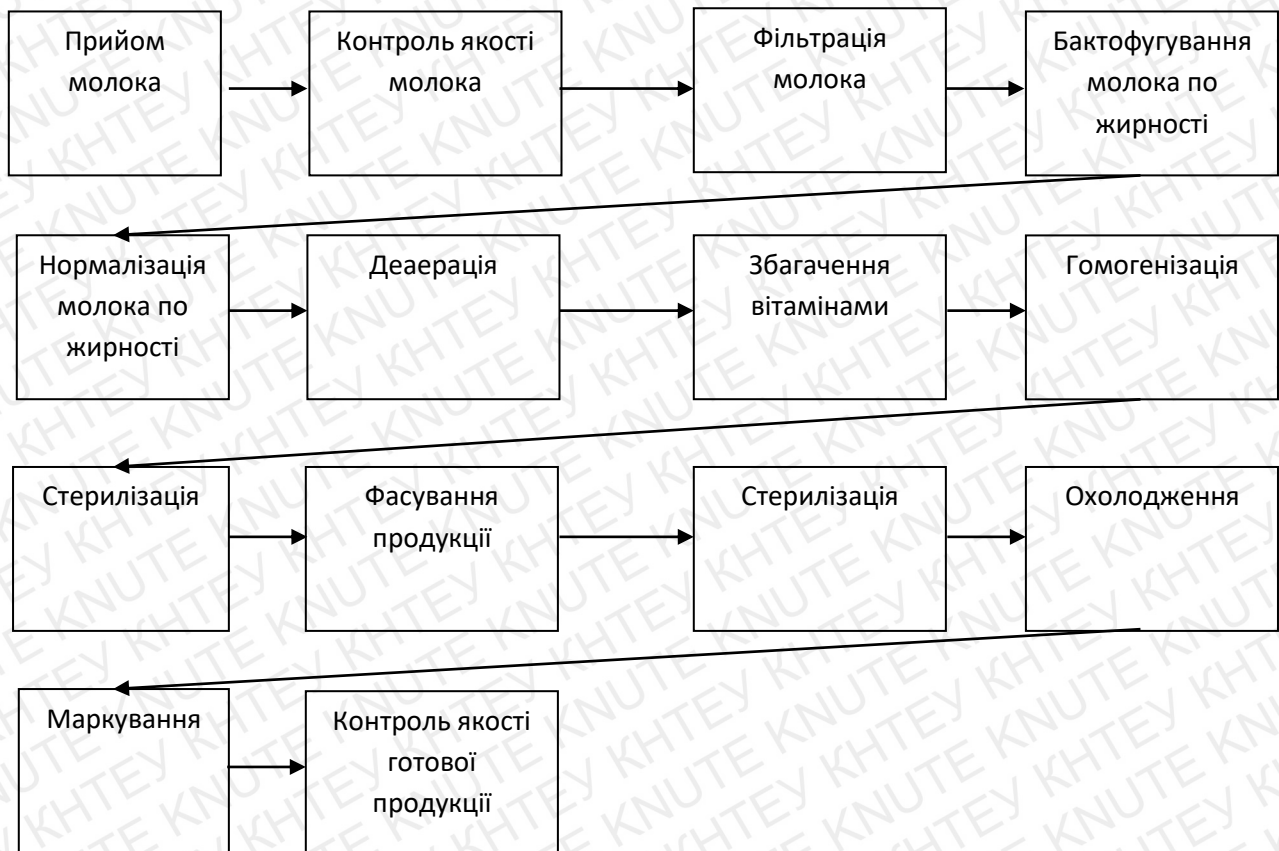 Прийом
молока
Контроль якості
молока
Фільтрація
молока
Бактофугування
молока по
жирності
Нормалізація
молока по
жирності
Деаерація
Збагачення
вітамінами
Гомогенізація
Стерилізація
Фасування
продукції
Стерилізація
Охолодження
Маркування
Контроль якості
готової
продукції